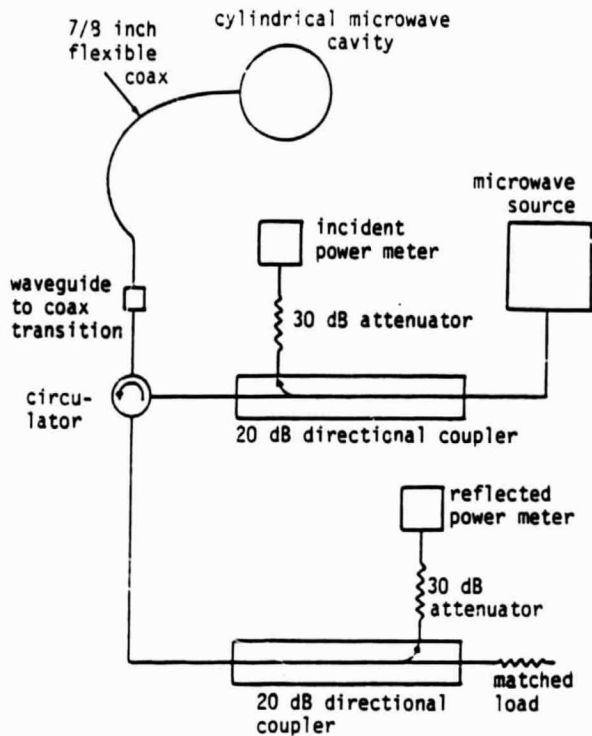 7/8 inch
flexible
coax
cylindrical microwave
cavity
microwave
source
incident
power meter
waveguide
to coax
transition
30 dB attenuator
circu-
lator
20 dB directional coupler
reflected
power meter
30 dB
attenuator
matched
load
20 dB directional
coupler